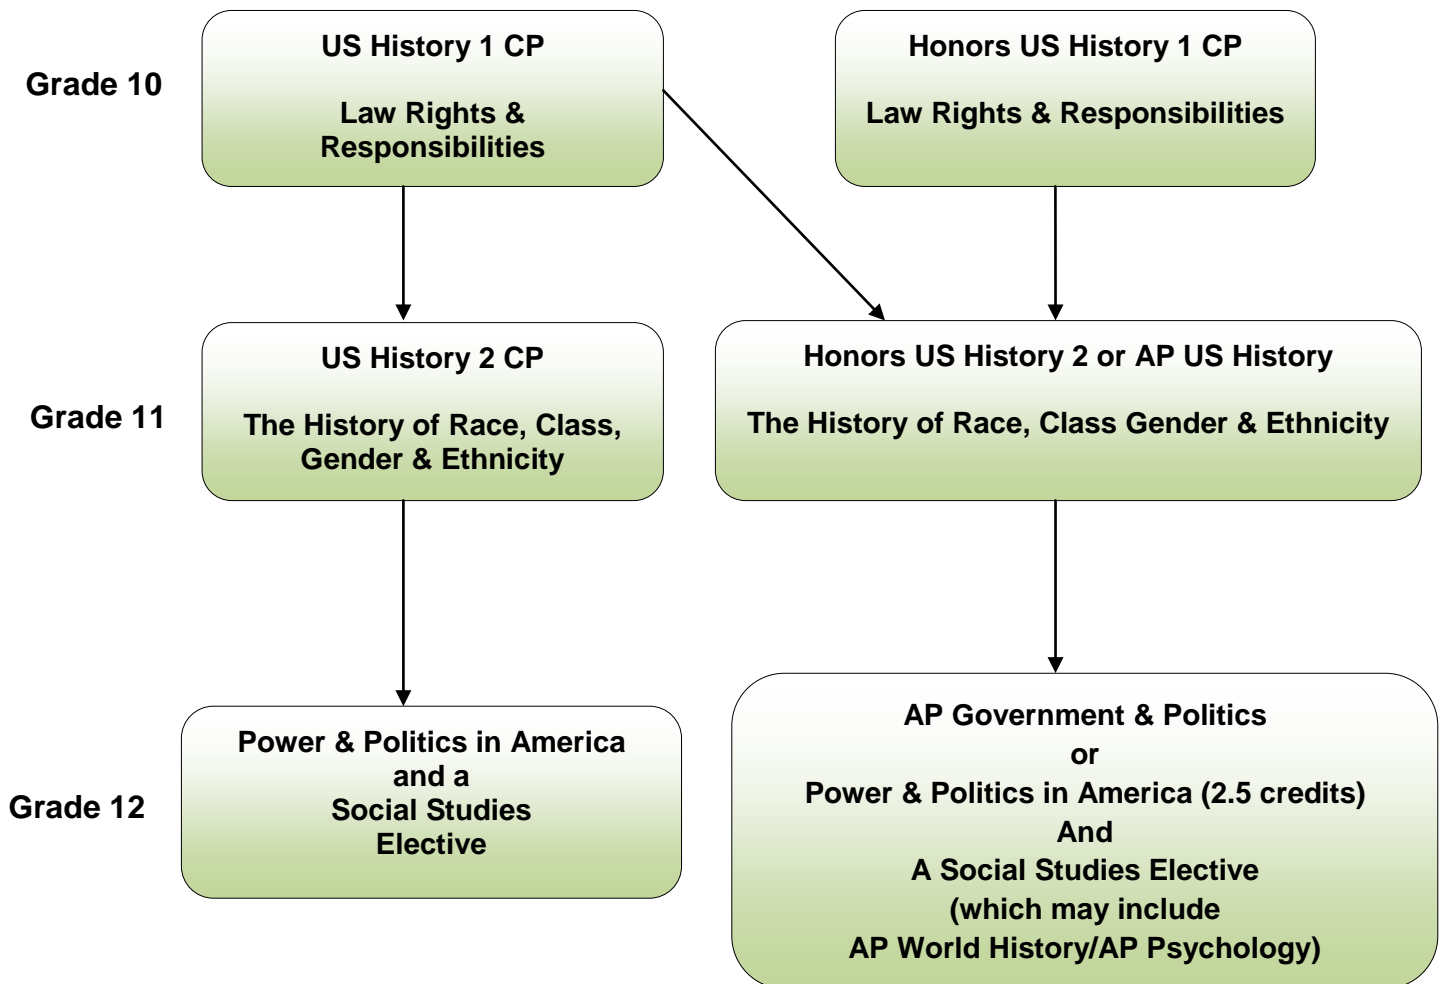 Grade 10
US History 1 CP
Law Rights &
Responsibilities
Honors US History 1 CP
Law Rights & Responsibilities
Grade 11
US History 2 CP
The History of Race, Class,
Gender & Ethnicity
Honors US History 2 or AP US History
The History of Race, Class Gender & Ethnicity
Grade 12
Power & Politics in America
and a
Social Studies
Elective
AP Government & Politics
or
Power & Politics in America (2.5 credits)
And
A Social Studies Elective
(which may include
AP World History/AP Psychology)